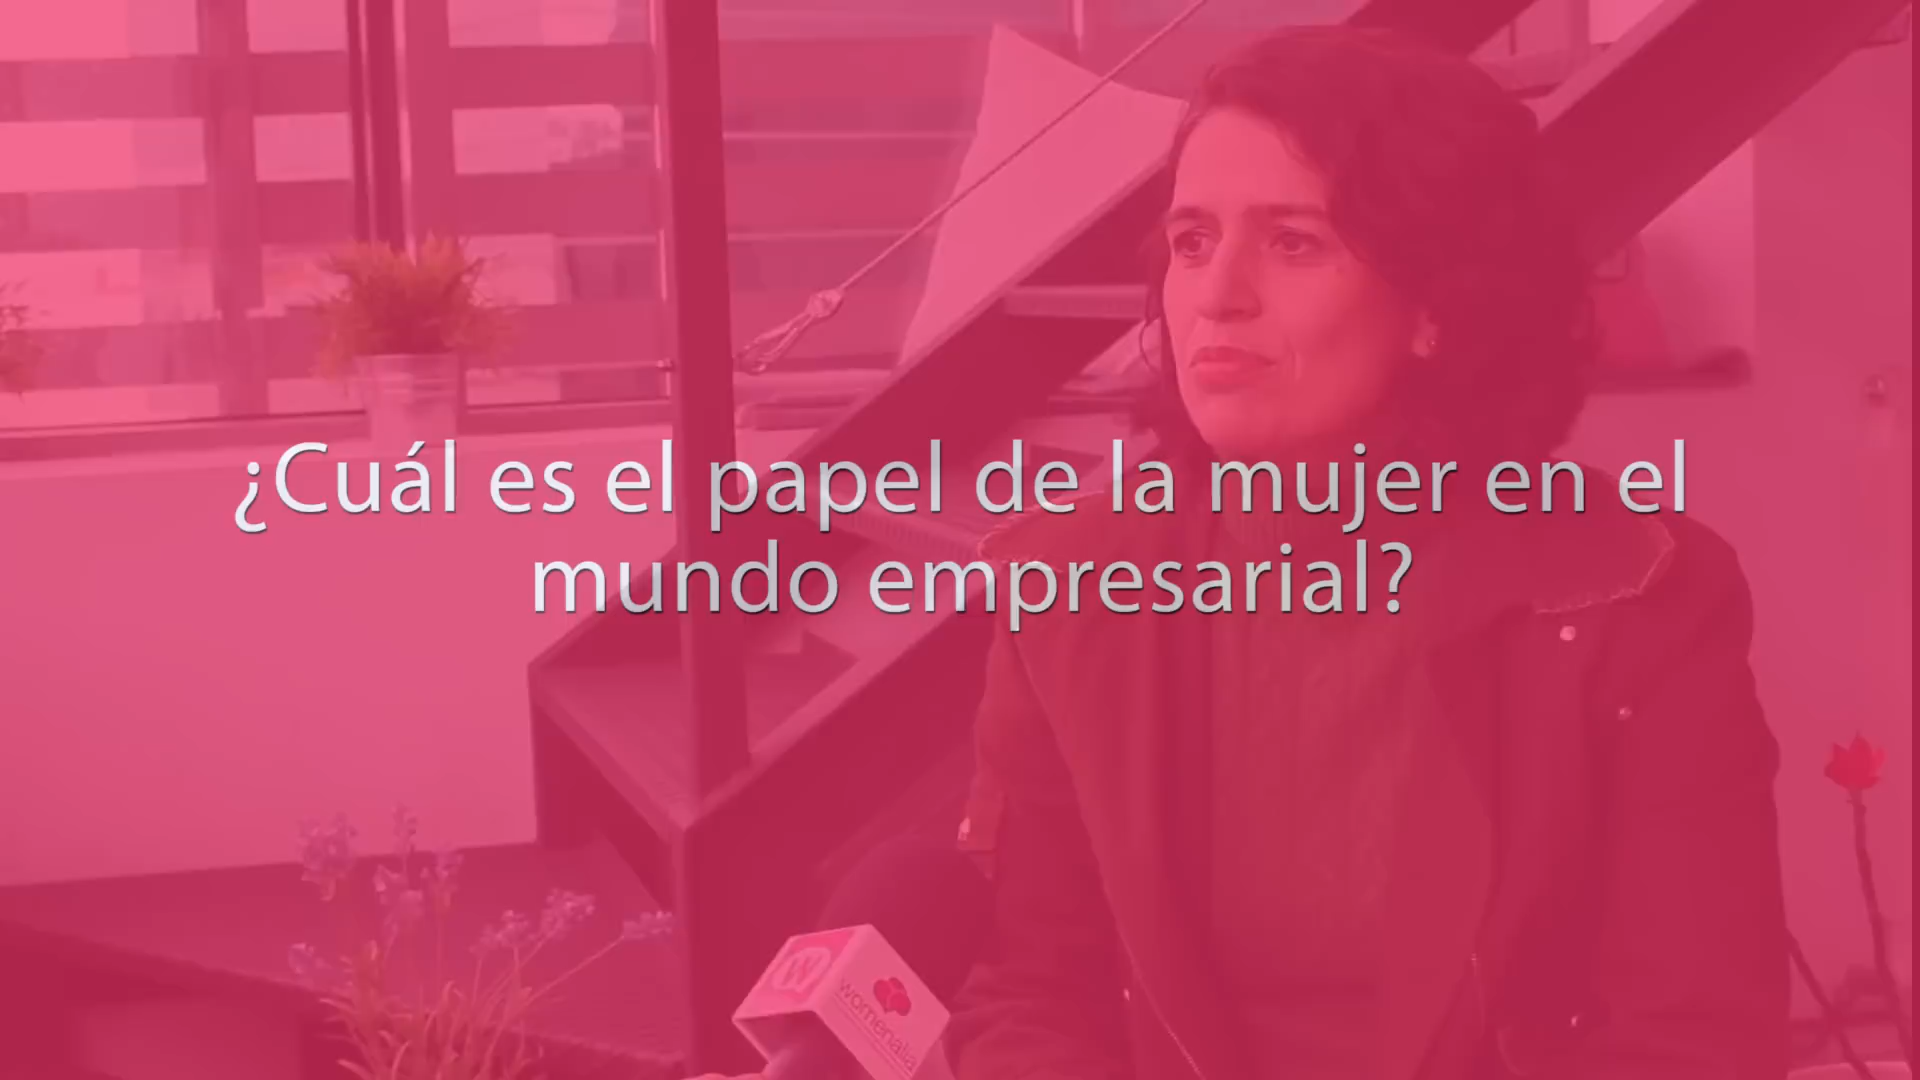 ¿Cuál es el papel de la mujer en el
mundo empresarial?
W
womenalia